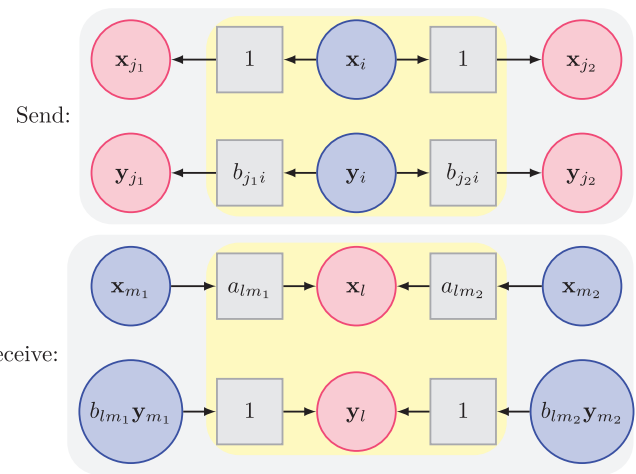 x_{j_1} 1 x_i 1 x_{j_2}
Send:
y_{j_1} b_{j_1 i} y_i b_{j_2 i} y_{j_2}
x_{m_1} a_{lm_1} x_l a_{lm_2} x_{m_2}
eceive:
b_{lm_1}y_{m_1} 1 y_l 1 b_{lm_2}y_{m_2}